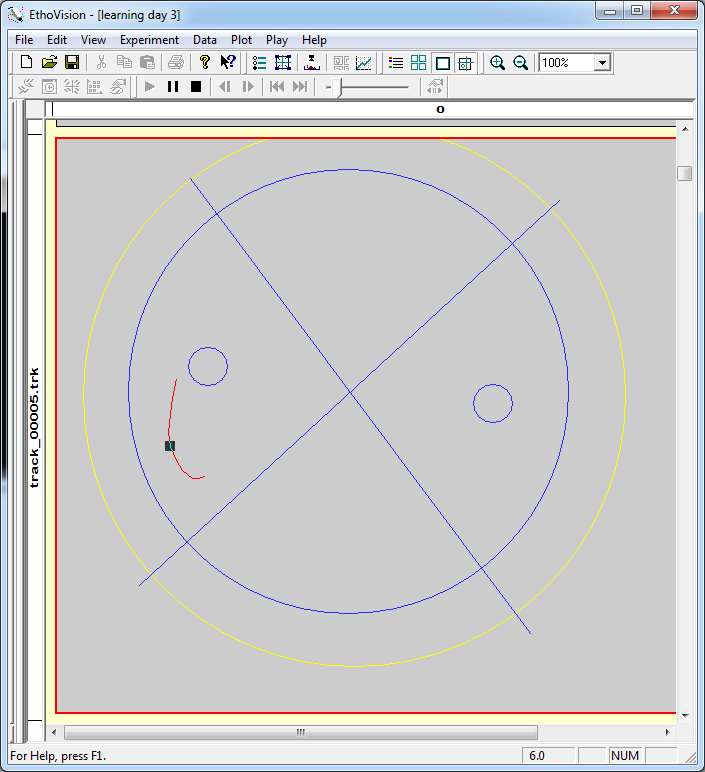 EthoVision - [learning day 3]
File Edit View Experiment Data Plot Play Help
100%
o
track_00005.trk
For Help, press F1.
6.0
NUM